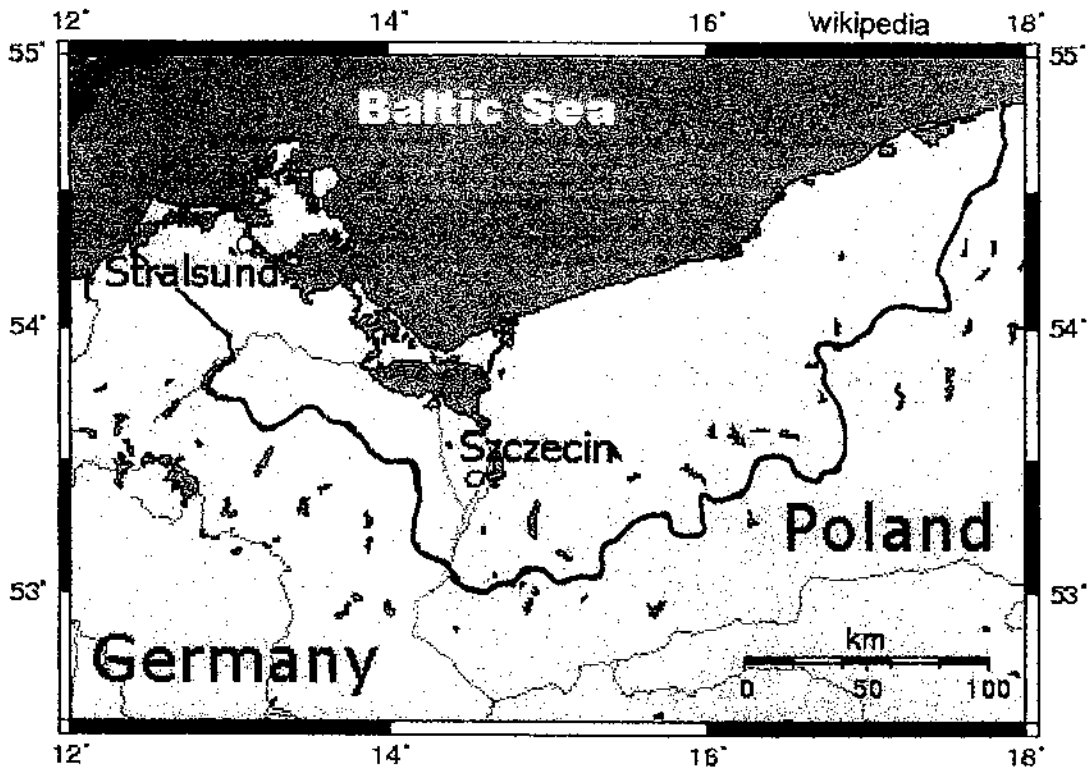 12° 14° wikipedia 18°
55° 55°
Baltic Sea
Stralsund
54° 54°
Szczecin
Poland
53° 53°
Germany
km
0 50 100
12° 14° 16° 18°